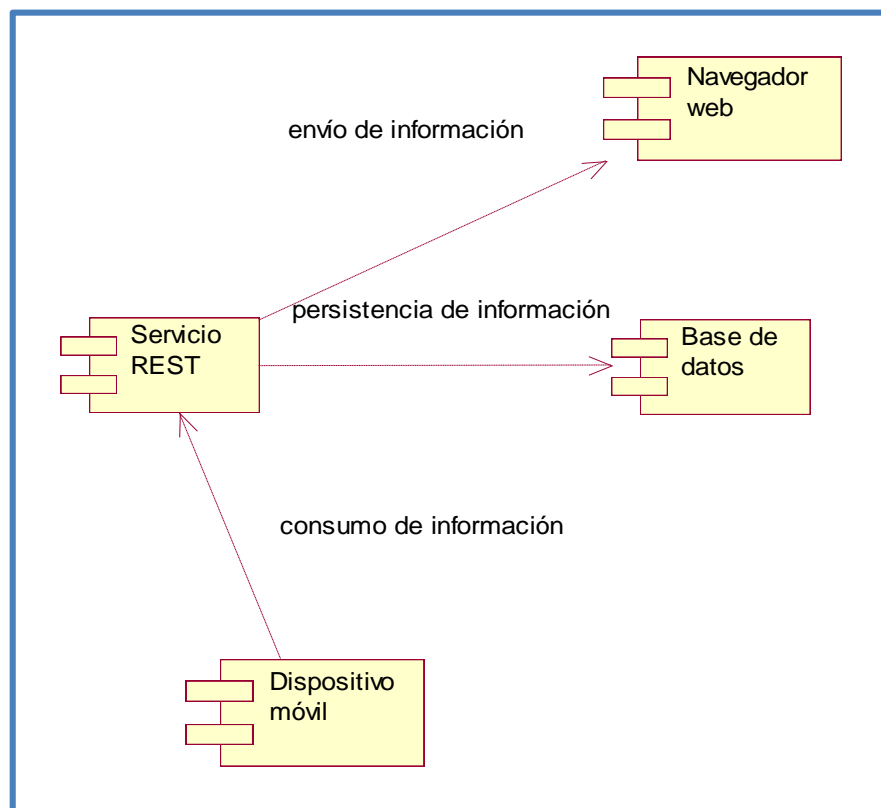 Navegador
web
envío de información
persistencia de información
Servicio
REST
Base de
datos
consumo de información
Dispositivo
móvil